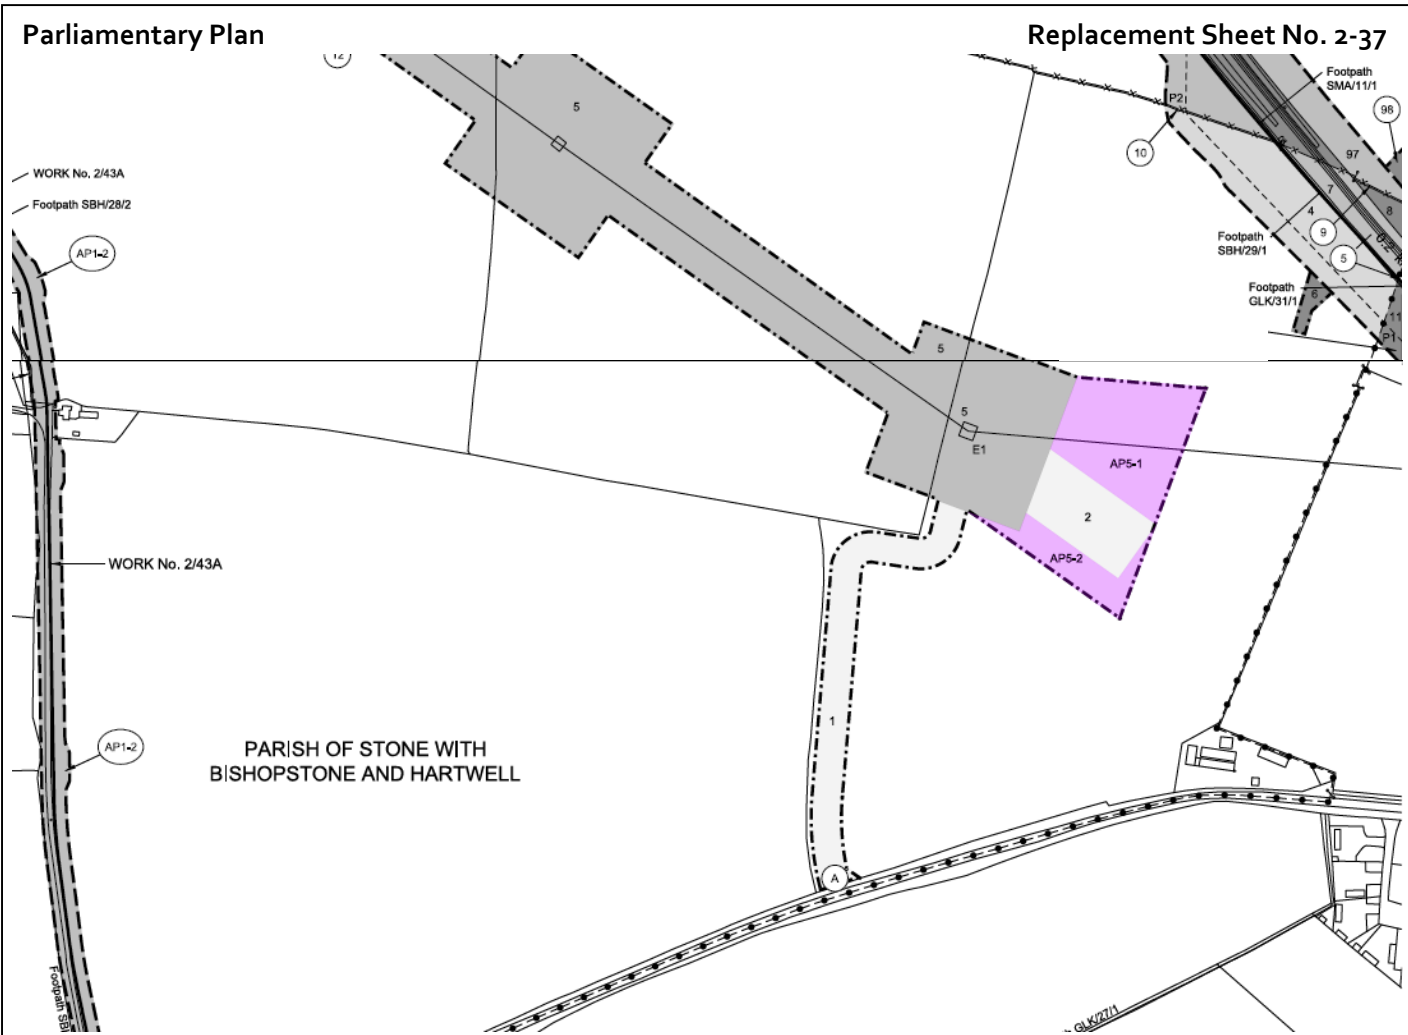 Parliamentary Plan
Replacement Sheet No. 2-37
12
5
Footpath
SMA/11/1
P2
98
10
97
WORK No. 2/43A
7
Footpath SBH/28/2
4
8
9
Footpath
SBH/29/1
AP1-2
5
Footpath
GLK/31/1
6
11
P1
5
5
E1
AP5-1
2
AP5-2
WORK No. 2/43A
1
PARISH OF STONE WITH
BISHOPSTONE AND HARTWELL
AP1-2
A
Footpath SBH
GLK/27/1